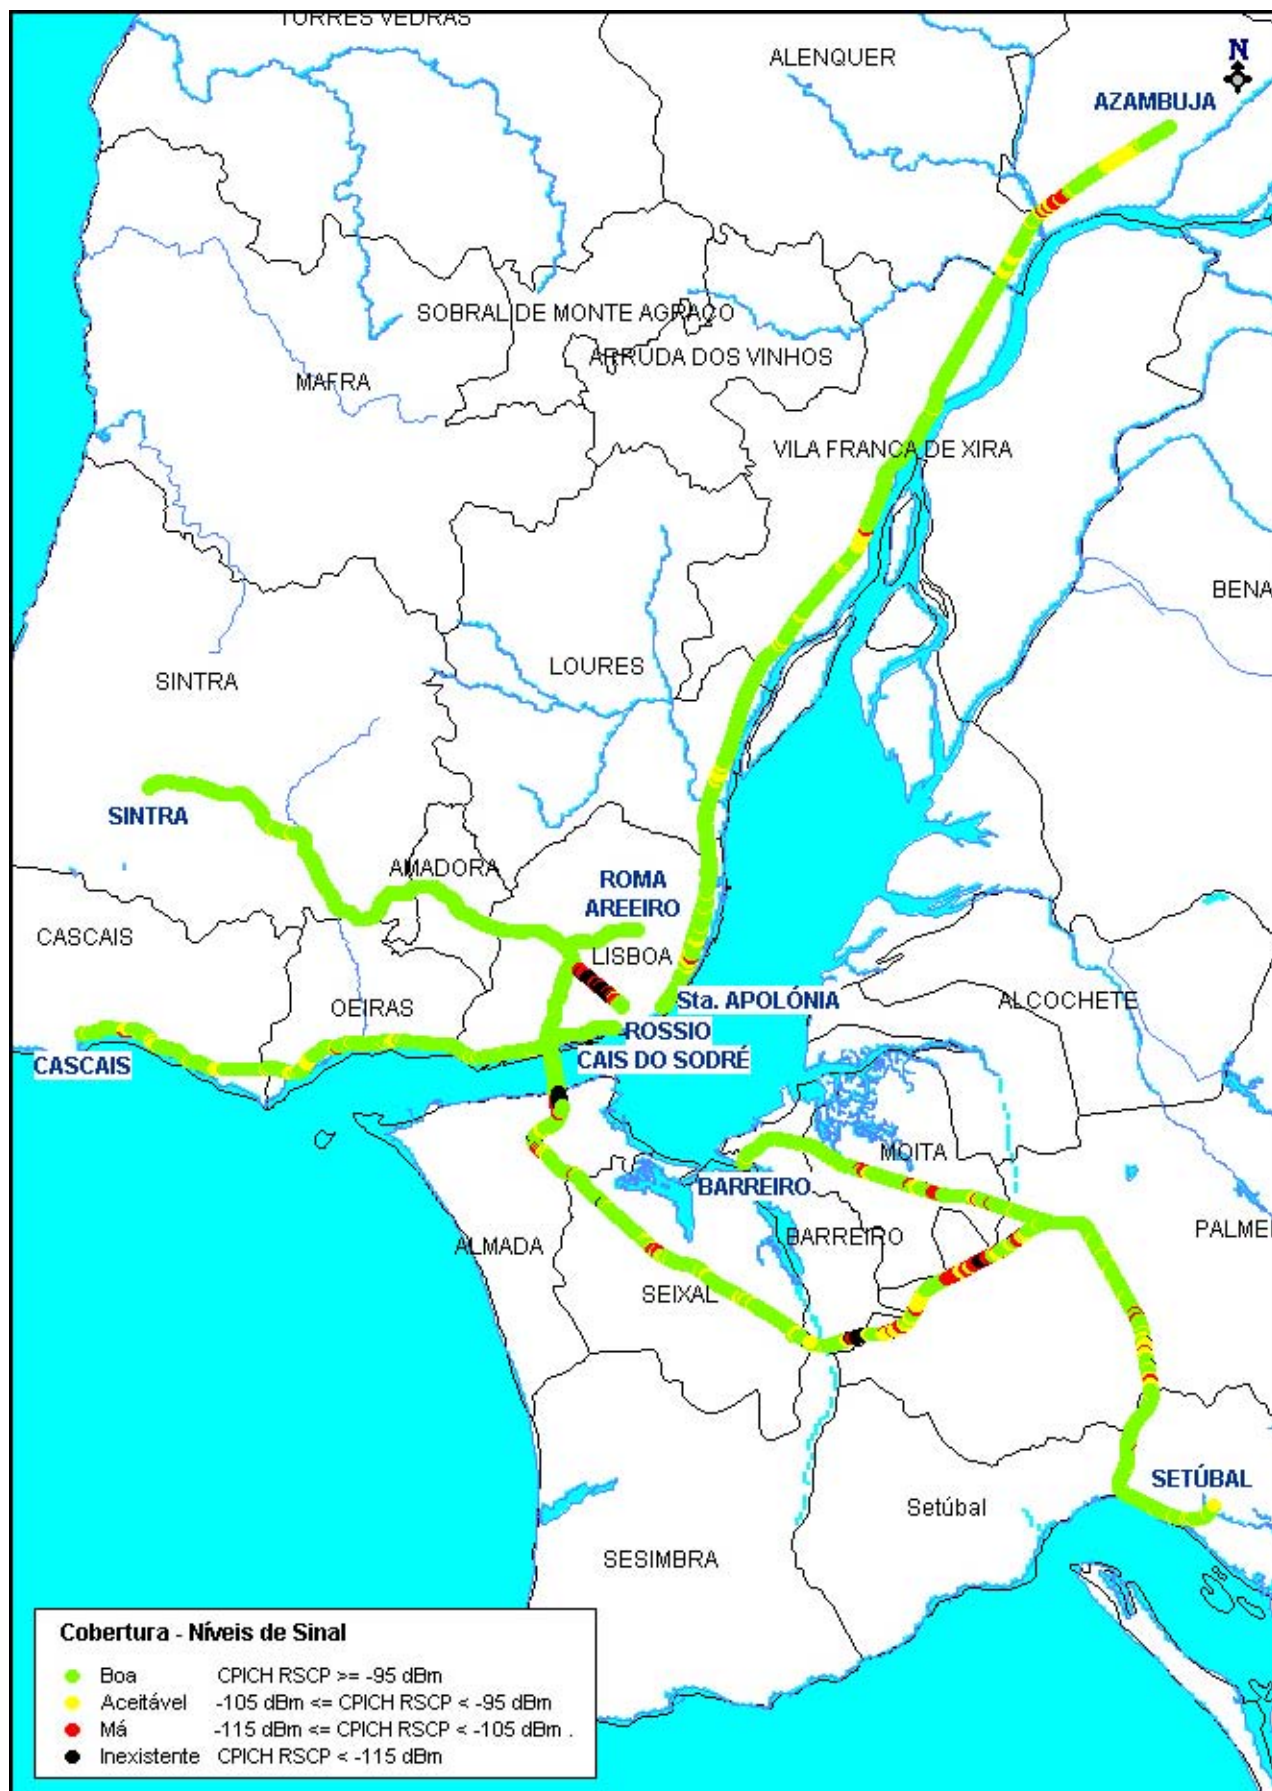 TORRES VEDRAS
ALENQUER
N
AZAMBUJA
SOBRAL DE MONTE AGRAÇO
ARRUDA DOS VINHOS
MAFRA
VILA FRANCA DE XIRA
BENA
LOURES
SINTRA
SINTRA
AMADORA
ROMA
AREEIRO
CASCAIS
LISBOA
OEIRAS
Sta. APOLÓNIA
ALCOCHETE
ROSSIO
CAIS DO SODRÉ
CASCAIS
MOITA
BARREIRO
PALME
BARREIRO
ALMADA
SEIXAL
SETÚBAL
Setúbal
SESIMBRA
Cobertura - Níveis de Sinal
Boa CPICH RSCP >= -95 dBm
Aceitável -105 dBm <= CPICH RSCP < -95 dBm
Má -115 dBm <= CPICH RSCP < -105 dBm .
Inexistente CPICH RSCP < -115 dBm